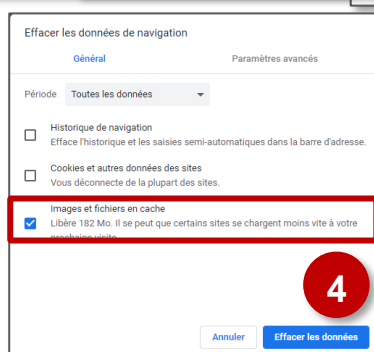 Effacer les données de navigation
Général Paramètres avancés
Période Toutes les données
Historique de navigation
Efface l'historique et les saisies semi-automatiques dans la barre d'adresse.
Cookies et autres données des sites
Vous déconnecte de la plupart des sites.
Images et fichiers en cache
Libère 182 Mo. Il se peut que certains sites se chargent moins vite à votre
prochaine visite.
4
Annuler Effacer les données